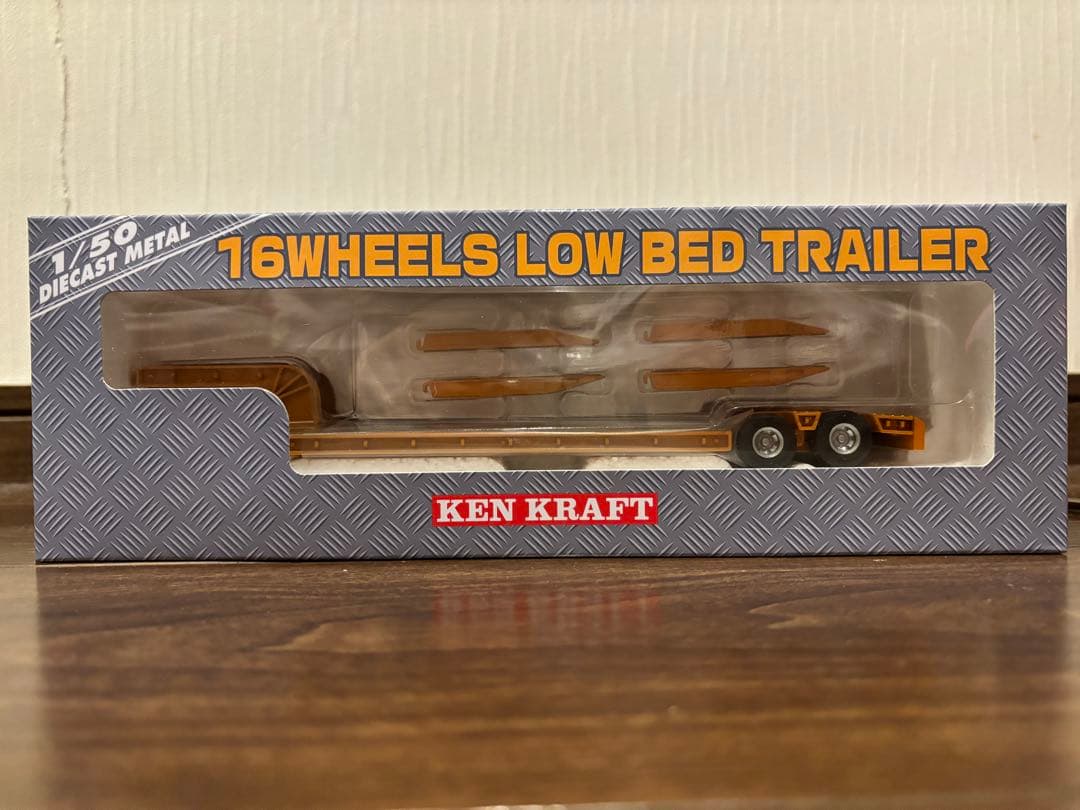 1/50
DIECAST METAL
16WHEELS LOW BED TRAILER
KEN KRAFT